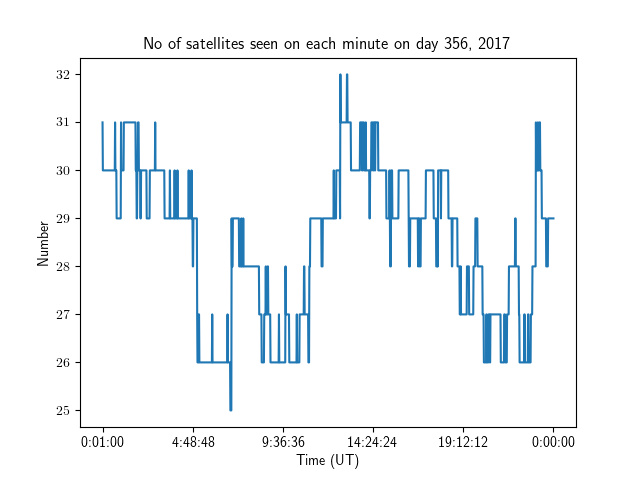 No of satellites seen on each minute on day 356, 2017
32
31
30
29
28
27
26
25
Number
0:01:00 4:48:48 9:36:36 14:24:24 19:12:12 0:00:00
Time (UT)